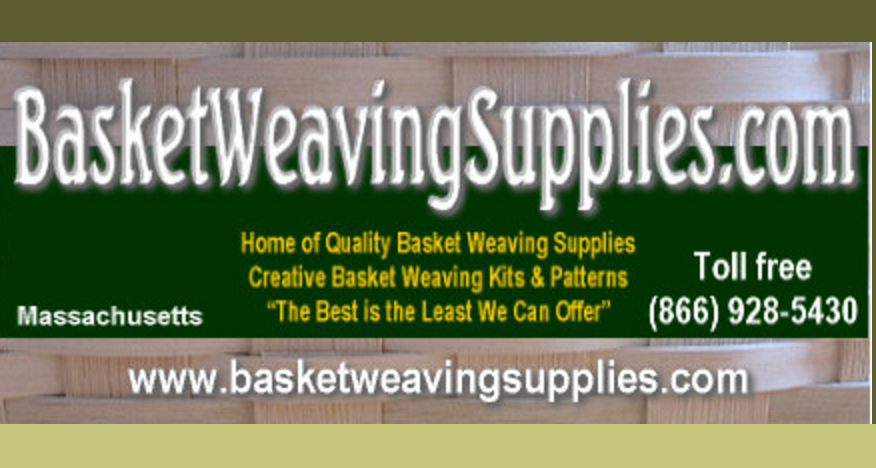 BasketWeavingSupplies.com
Home of Quality Basket Weaving Supplies
Creative Basket Weaving Kits & Patterns
“The Best is the Least We Can Offer”
Massachusetts
Toll free
(866) 928-5430
www.basketweavingsupplies.com